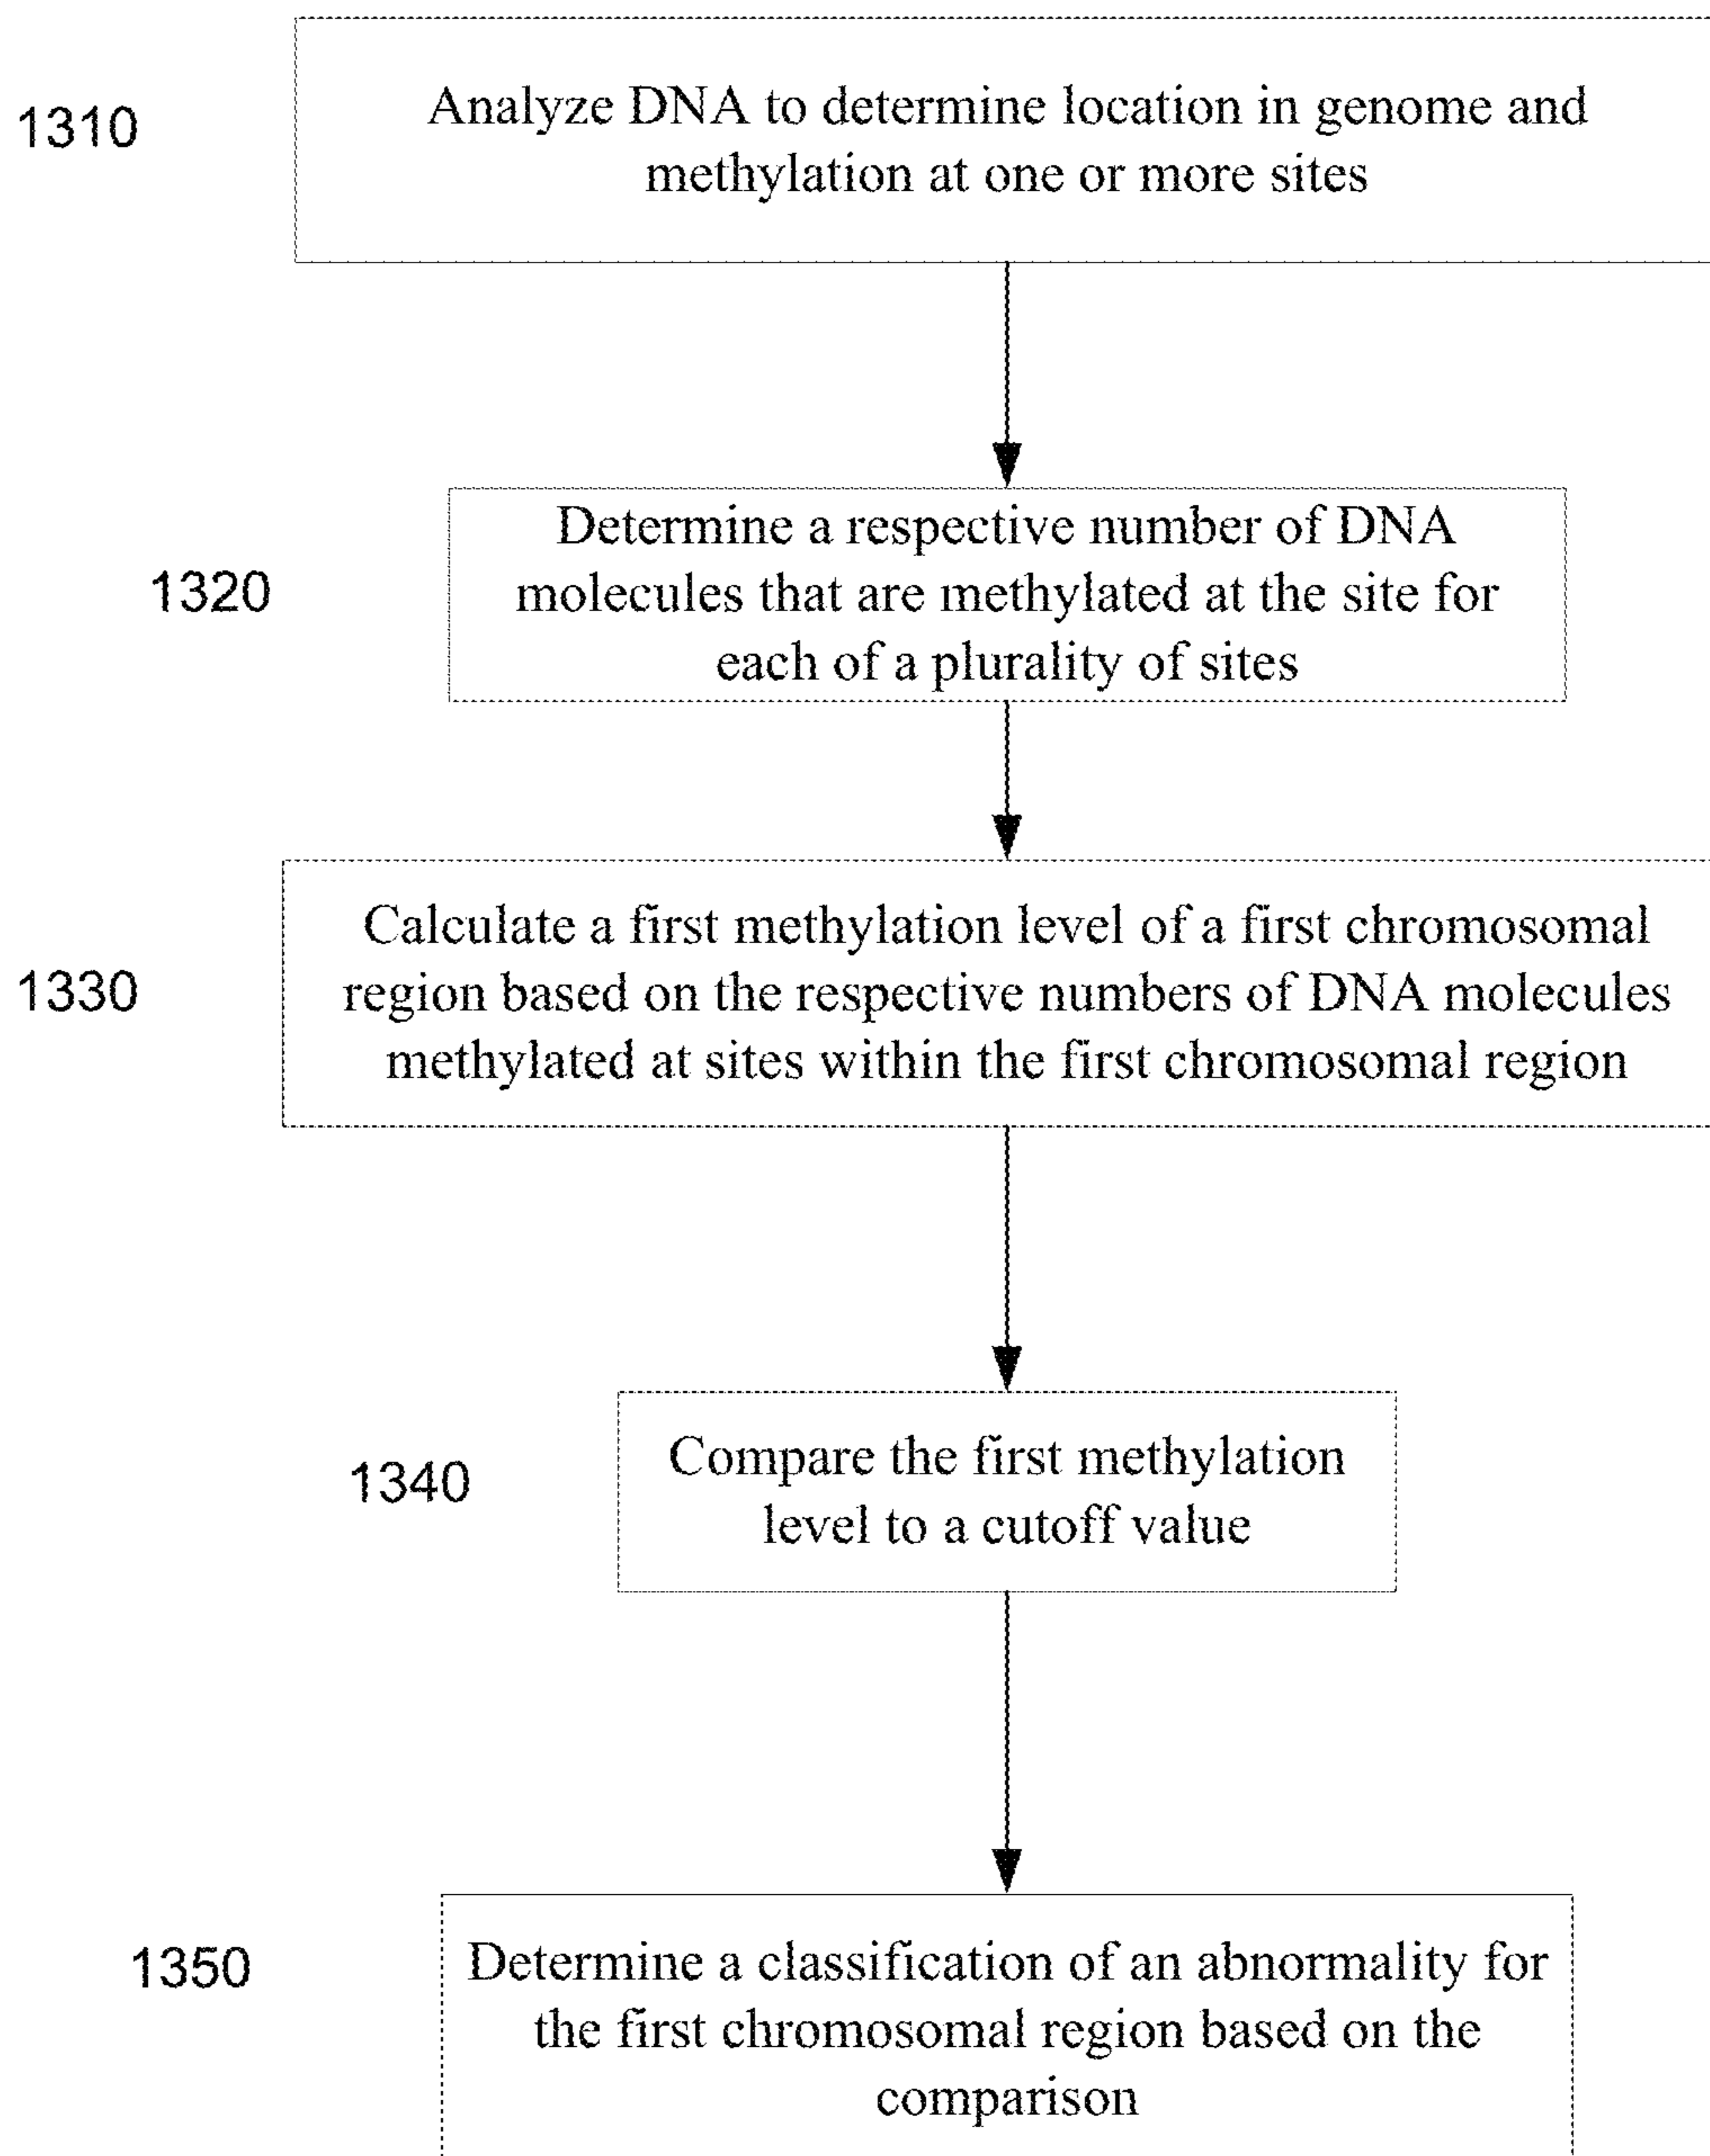 1310
Analyze DNA to determine location in genome and
methylation at one or more sites
1320
Determine a respective number of DNA
molecules that are methylated at the site for
each of a plurality of sites
1330
Calculate a first methylation level of a first chromosomal
region based on the respective numbers of DNA molecules
methylated at sites within the first chromosomal region
1340
Compare the first methylation
level to a cutoff value
1350
Determine a classification of an abnormality for
the first chromosomal region based on the
comparison